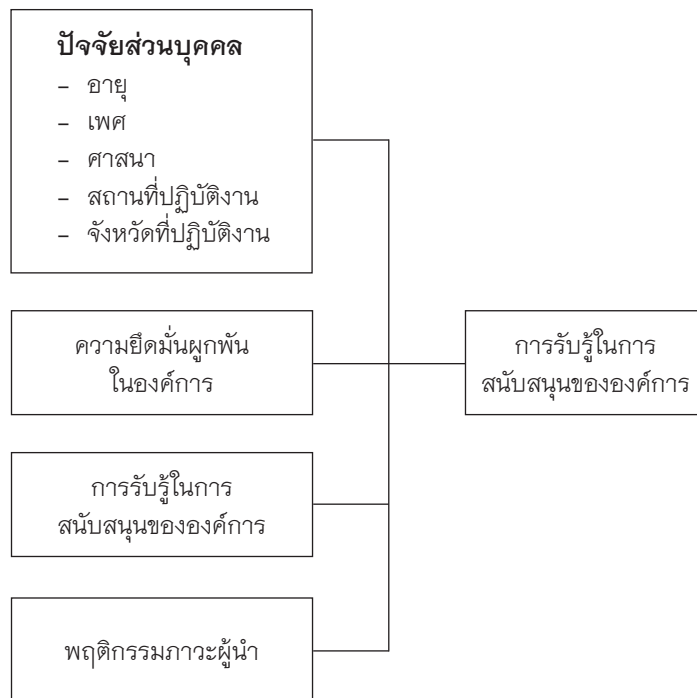 ปัจจัยส่วนบุคคล
– อายุ
– เพศ
– ศาสนา
– สถานที่ปฏิบัติงาน
– จังหวัดที่ปฏิบัติงาน
ความยึดมั่นผูกพัน
ในองค์การ
การรับรู้ในการ
สนับสนุนขององค์การ
การรับรู้ในการ
สนับสนุนขององค์การ
พฤติกรรมภาวะผู้นำ